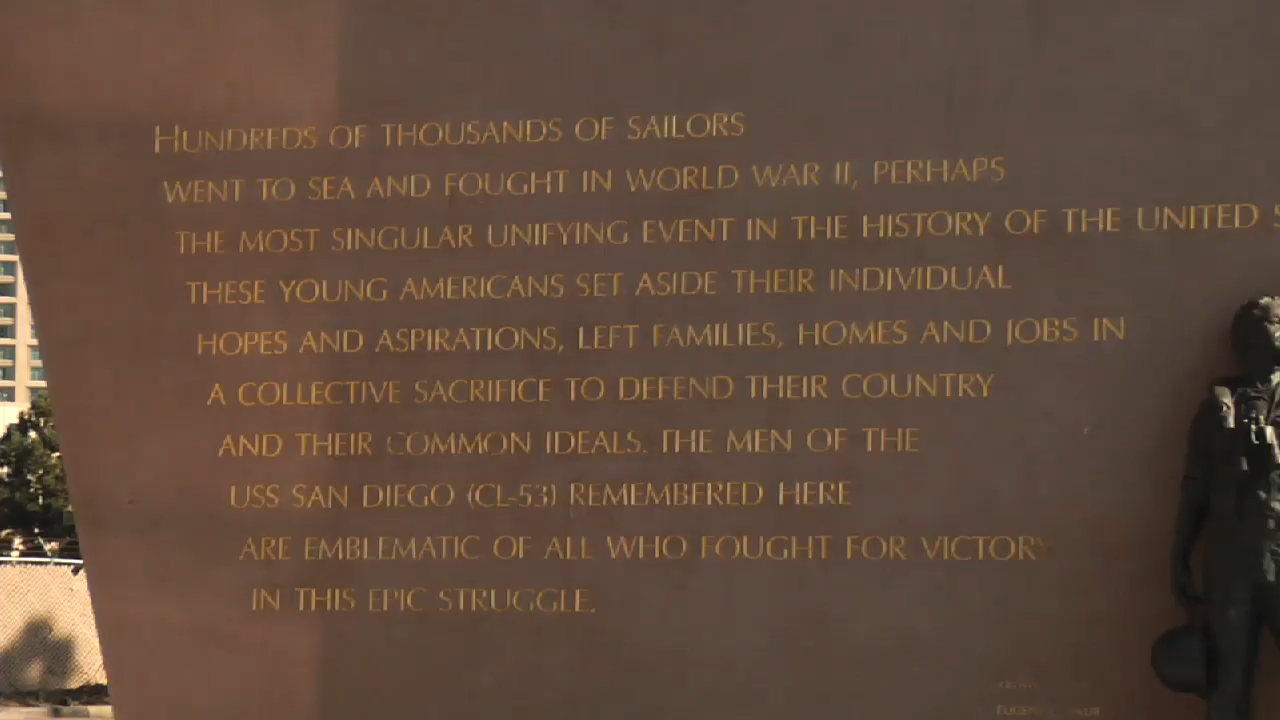 HUNDREDS OF THOUSANDS OF SAILORS
WENT TO SEA AND FOUGHT IN WORLD WAR II, PERHAPS
THE MOST SINGULAR UNIFYING EVENT IN THE HISTORY OF THE UNITED
THESE YOUNG AMERICANS SET ASIDE THEIR INDIVIDUAL
HOPES AND ASPIRATIONS, LEFT FAMILIES, HOMES AND JOBS IN
A COLLECTIVE SACRIFICE TO DEFEND THEIR COUNTRY
AND THEIR COMMON IDEALS. THE MEN OF THE
USS SAN DIEGO (CL-53) REMEMBERED HERE
ARE EMBLEMATIC OF ALL WHO FOUGHT FOR VICTORY
IN THIS EPIC STRUGGLE.